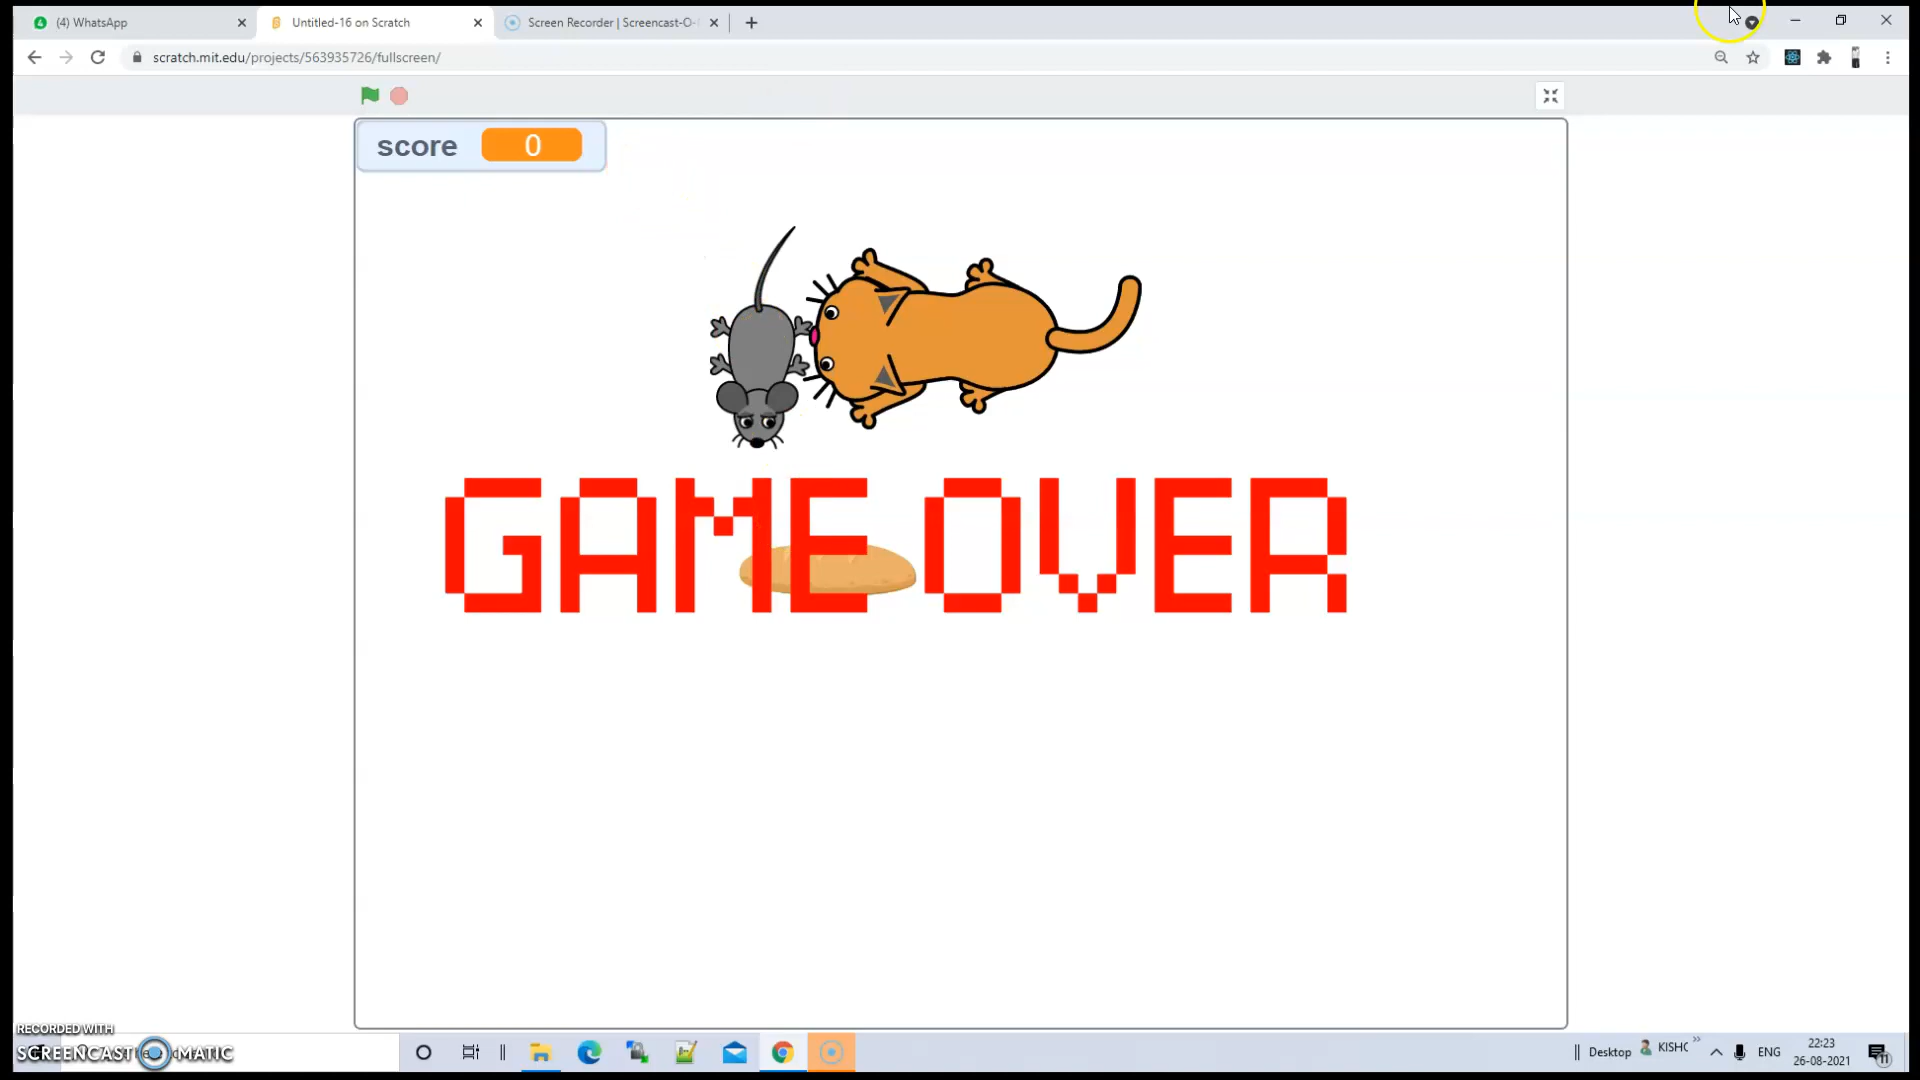 (4) WhatsApp
Untitled-16 on Scratch
Screen Recorder | Screencast-O-
scratch.mit.edu/projects/563935726/fullscreen/
score 0
GAME OVER
RECORDED WITH
SCREENCAST MATIC
Desktop
KISHC
ENG
22:23
26-08-2021
11